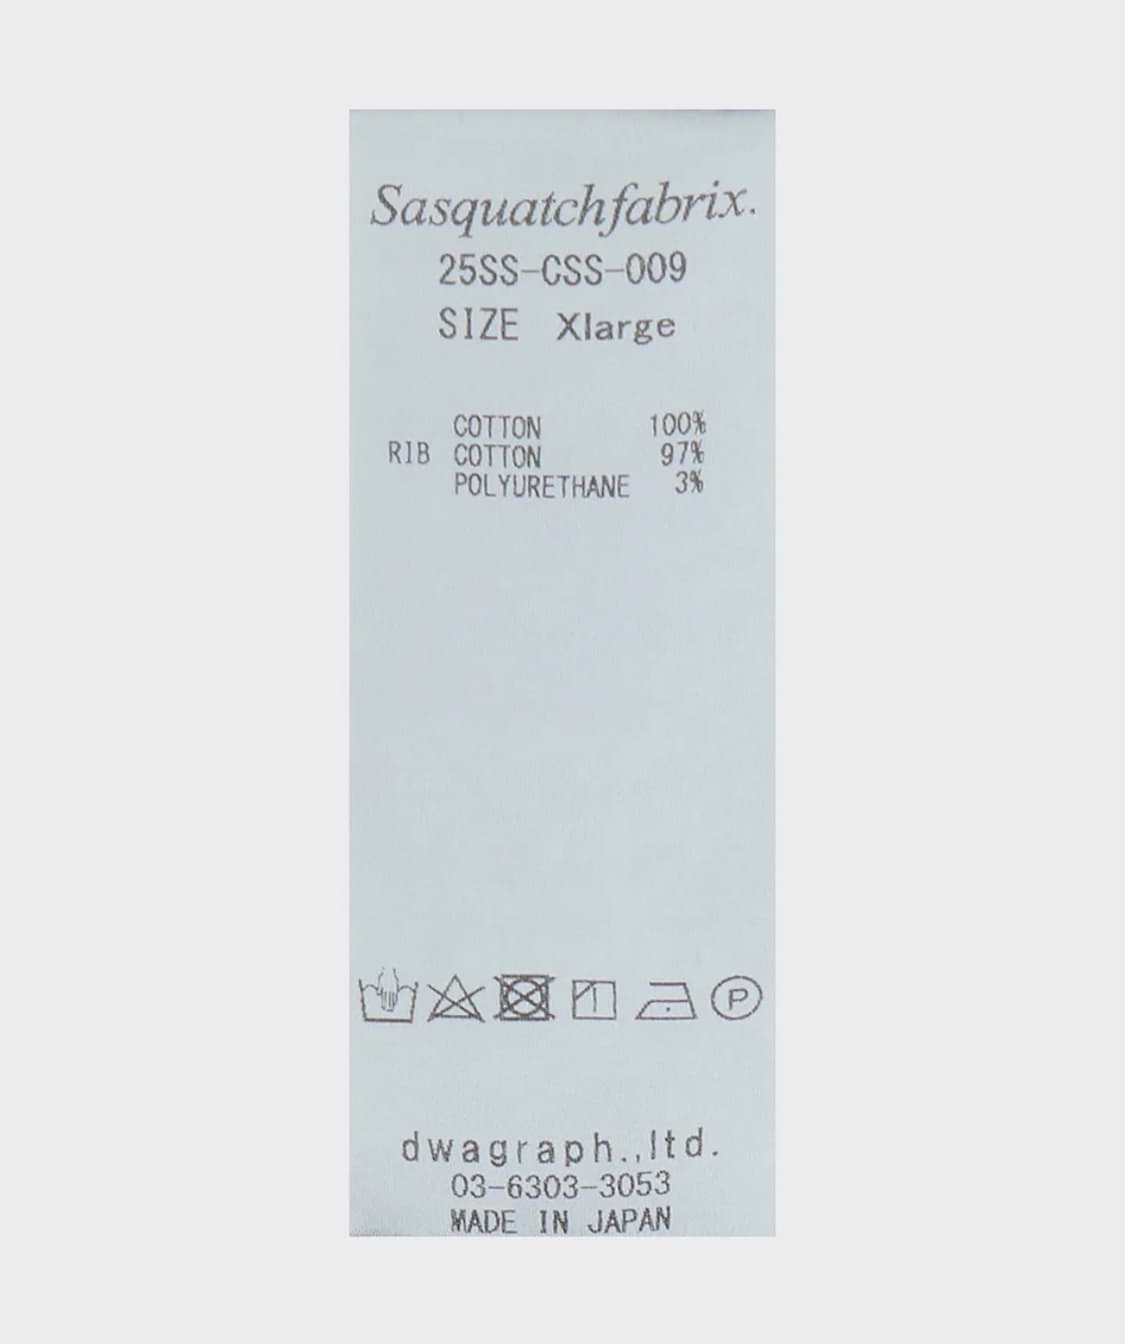 Sasquatchfabrix.
25SS-CSS-009
SIZE Xlarge
COTTON 100%
RIB COTTON 97%
POLYURETHANE 3%
P
dwagraph.,ltd.
03-6303-3053
MADE IN JAPAN